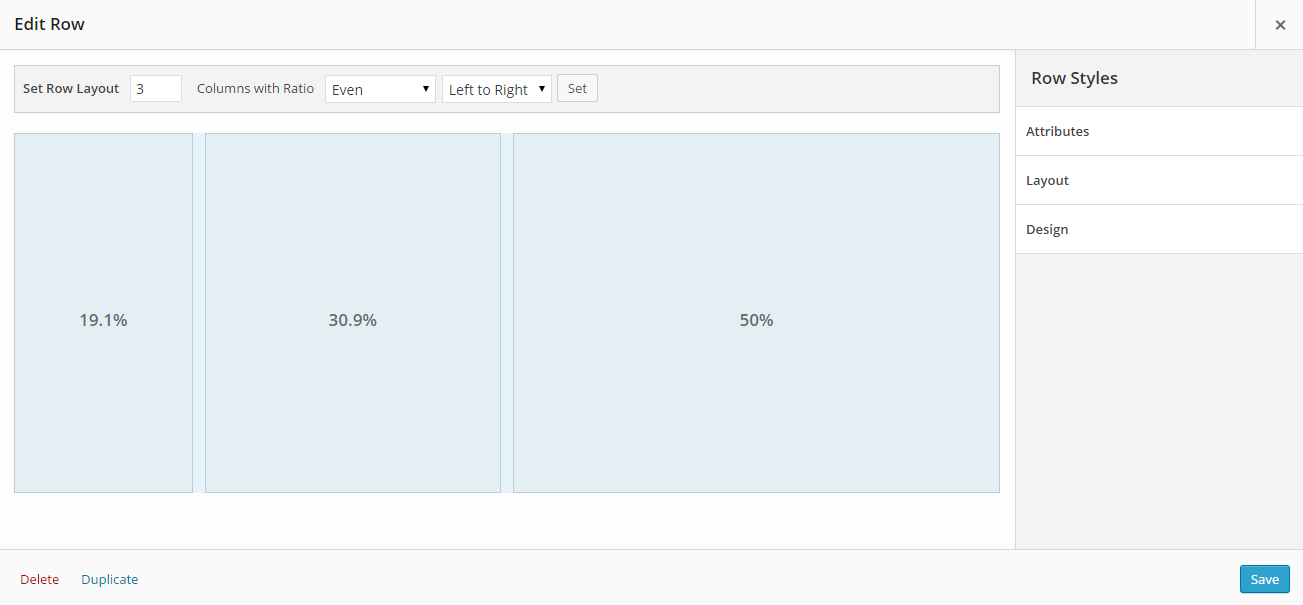 Edit Row
×
Set Row Layout 3 Columns with Ratio Even Left to Right Set
Row Styles
Attributes
Layout
Design
19.1% 30.9% 50%
Delete Duplicate Save